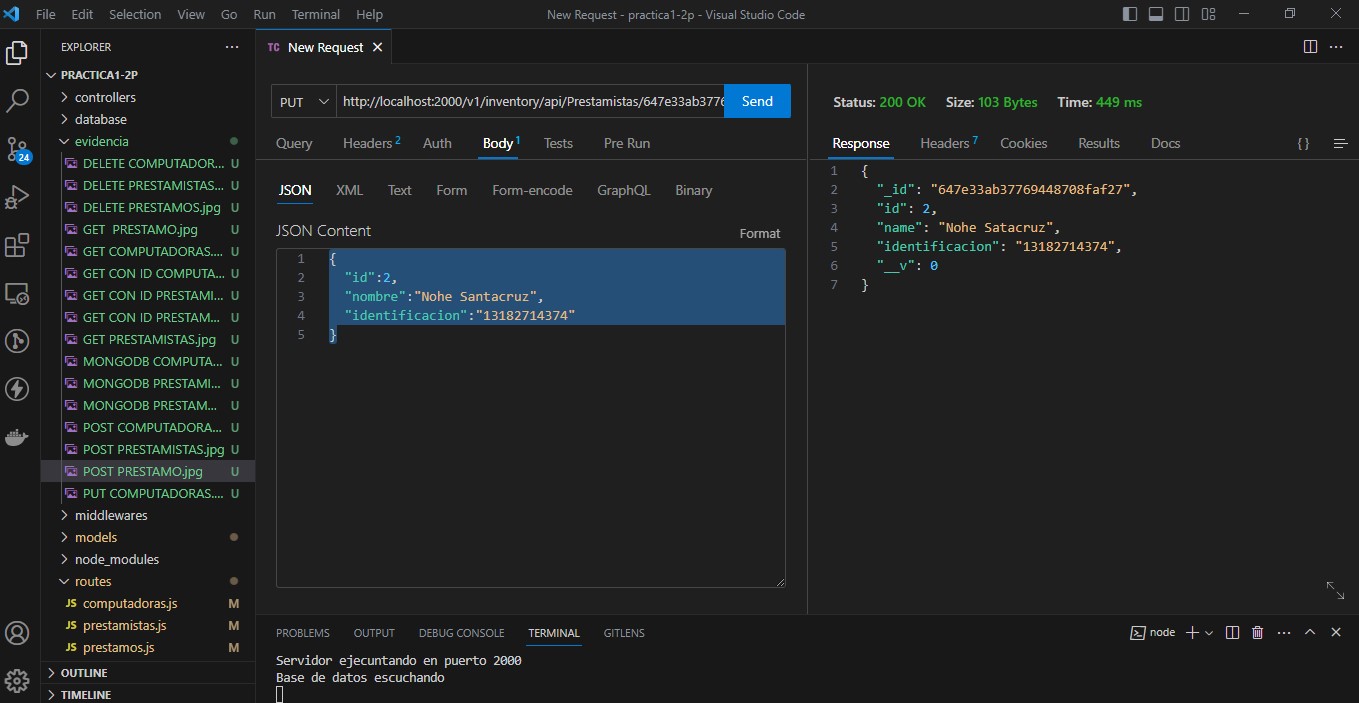 File Edit Selection View Go Run Terminal Help
New Request - practica1-2p - Visual Studio Code
EXPLORER
PRACTICA1-2P
controllers
database
evidencia
DELETE COMPUTADOR... U
DELETE PRESTAMISTAS... U
DELETE PRESTAMOS.jpg U
GET PRESTAMO.jpg U
GET COMPUTADORAS.... U
GET CON ID COMPUTA... U
GET CON ID PRESTAMI... U
GET CON ID PRESTAM... U
GET PRESTAMISTAS.jpg U
MONGODB COMPUTA... U
MONGODB PRESTAMI... U
MONGODB PRESTAM... U
POST COMPUTADORA... U
POST PRESTAMISTAS.jpg U
POST PRESTAMO.jpg U
PUT COMPUTADORAS.... U
middlewares
models
node_modules
routes
JS computadoras.js M
JS prestamistas.js M
JS prestamos.js M
OUTLINE
TIMELINE
24
TC New Request
PUT http://localhost:2000/v1/inventory/api/Prestamistas/647e33ab3776 Send
Query Headers 2 Auth Body 1 Tests Pre Run
JSON XML Text Form Form-encode GraphQL Binary
JSON Content Format
1 {
2 "id":2,
3 "nombre":"Nohe Santacruz",
4 "identificacion":"13182714374"
5 }
Status: 200 OK Size: 103 Bytes Time: 449 ms
Response Headers 7 Cookies Results Docs {}
1 {
2 "_id": "647e33ab37769448708faf27",
3 "id": 2,
4 "name": "Nohe Satacruz",
5 "identificacion": "13182714374",
6 "__v": 0
7 }
PROBLEMS OUTPUT DEBUG CONSOLE TERMINAL GITLENS
node
Servidor ejecuntando en puerto 2000
Base de datos escuchando